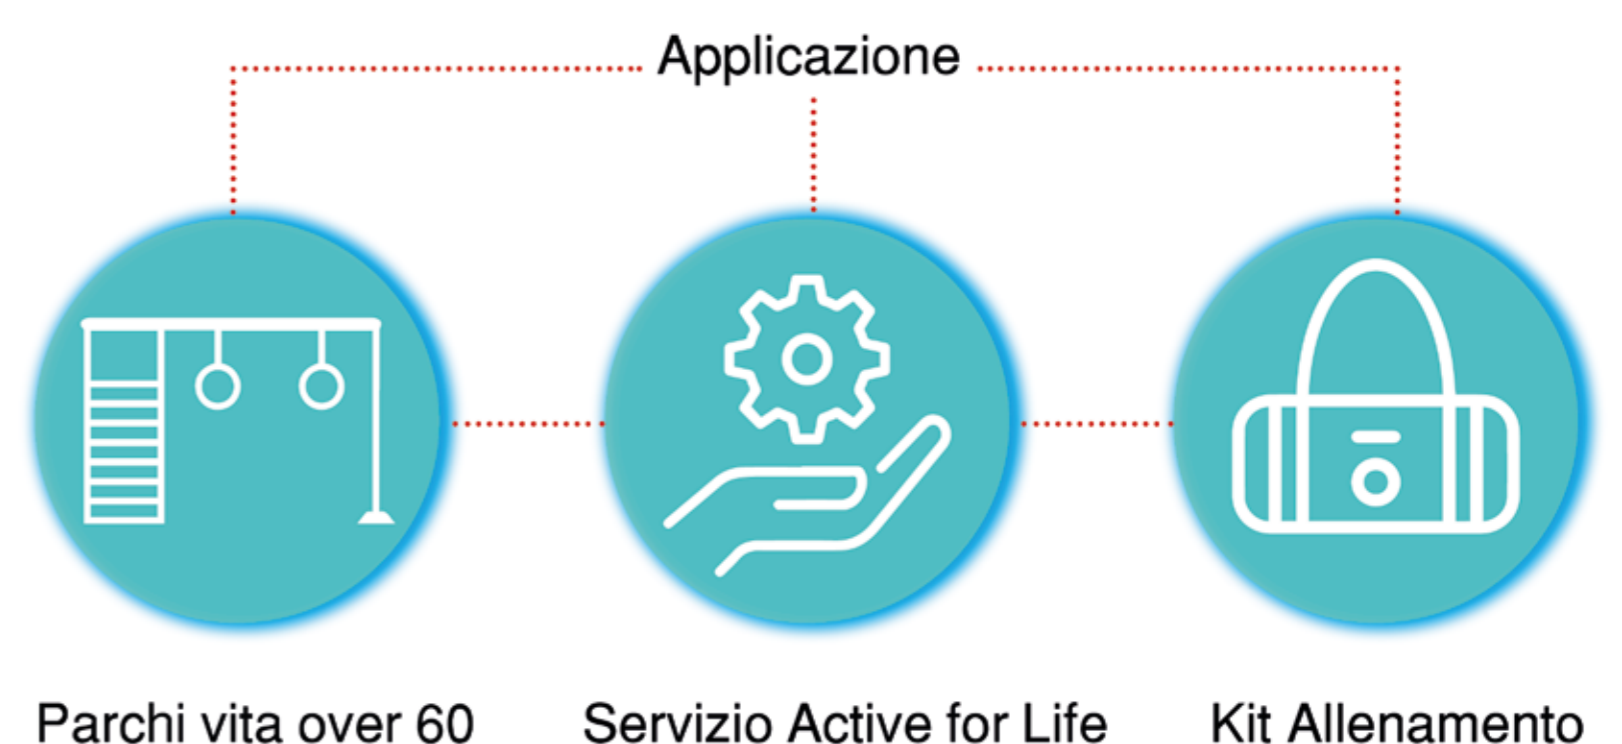 Applicazione
Parchi vita over 60
Servizio Active for Life
Kit Allenamento